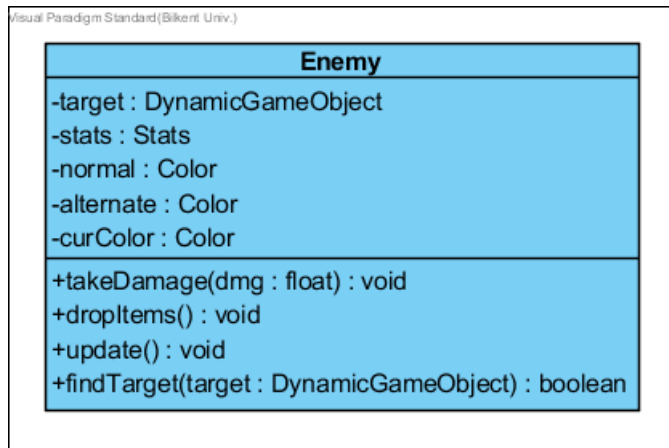 Visual Paradigm Standard(Bilkent Univ.)
Enemy
-target : DynamicGameObject
-stats : Stats
-normal : Color
-alternate : Color
-curColor : Color
+takeDamage(dmg : float) : void
+dropItems() : void
+update() : void
+findTarget(target : DynamicGameObject) : boolean